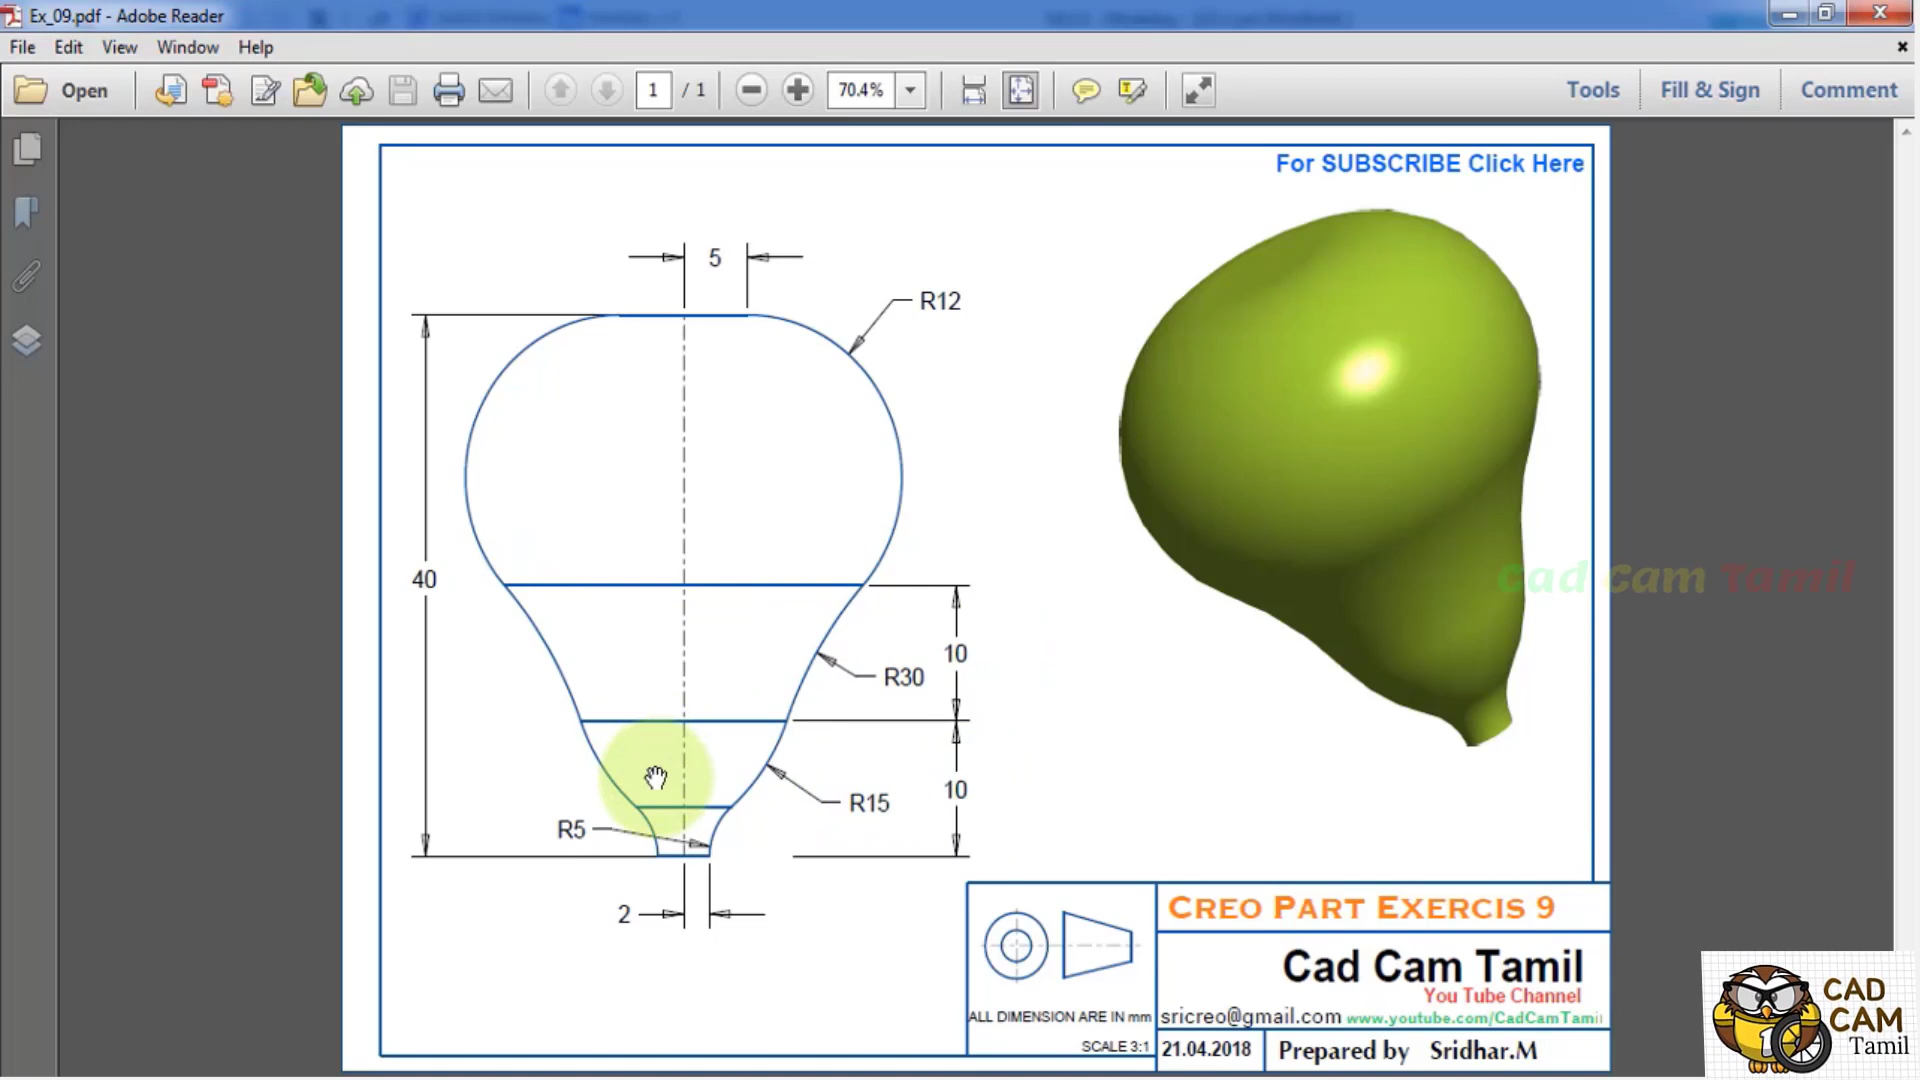 Ex_09.pdf - Adobe Reader
File Edit View Window Help
Open 1 / 1 70.4% Tools Fill & Sign Comment
For SUBSCRIBE Click Here
5
R12
40
10
R30
10
R15
R5
2
Cad Cam Tamil
CREO PART EXERCIS 9
Cad Cam Tamil
You Tube Channel
ALL DIMENSION ARE IN mm
sricreo@gmail.com www.youtube.com/CadCamTami
SCALE 3:1
21.04.2018
Prepared by Sridhar.M
CAD
CAM
Tamil